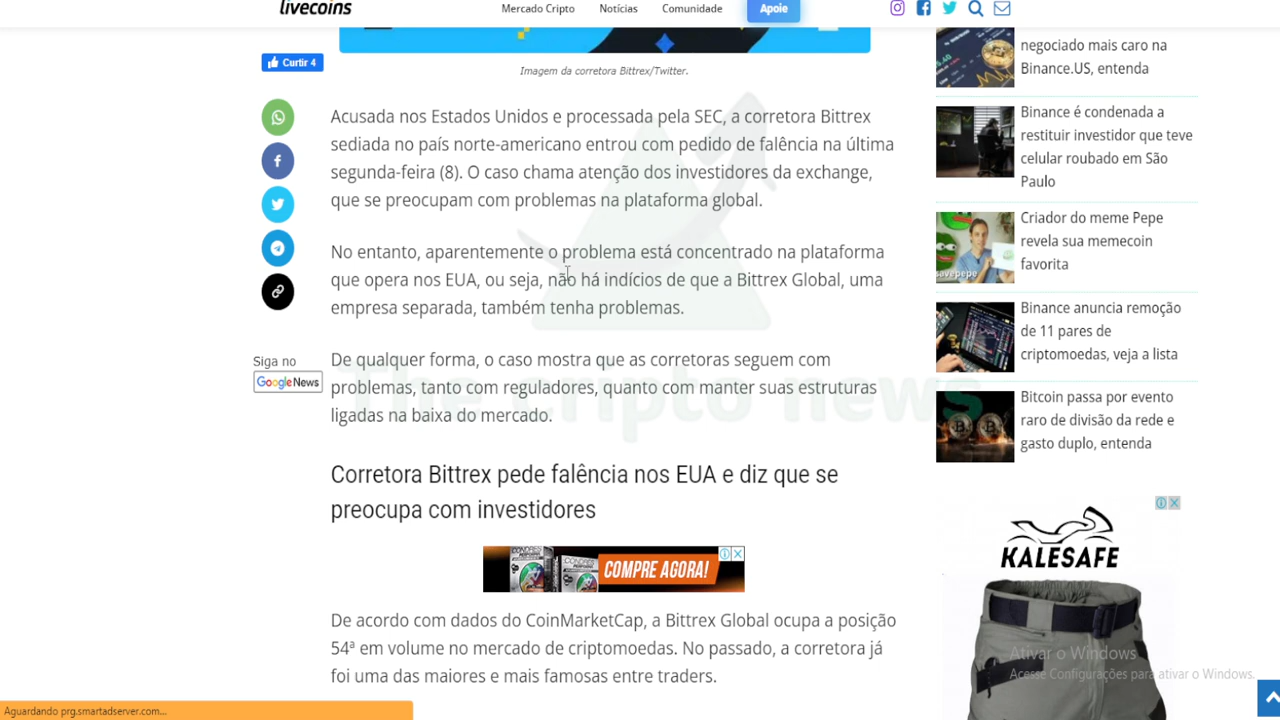 livecoins
Mercado Cripto
Notícias
Comunidade
Apoie
Curtir 4
Imagem da corretora Bittrex/Twitter.
Acusada nos Estados Unidos e processada pela SEC, a corretora Bittrex
sediada no país norte-americano entrou com pedido de falência na última
segunda-feira (8). O caso chama atenção dos investidores da exchange,
que se preocupam com problemas na plataforma global.
No entanto, aparentemente o problema está concentrado na plataforma
que opera nos EUA, ou seja, não há indícios de que a Bittrex Global, uma
empresa separada, também tenha problemas.
Siga no
Google News
De qualquer forma, o caso mostra que as corretoras seguem com
problemas, tanto com reguladores, quanto com manter suas estruturas
ligadas na baixa do mercado.
The cripto news
Corretora Bittrex pede falência nos EUA e diz que se
preocupa com investidores
COMPRE AGORA!
De acordo com dados do CoinMarketCap, a Bittrex Global ocupa a posição
54ª em volume no mercado de criptomoedas. No passado, a corretora já
foi uma das maiores e mais famosas entre traders.
negociado mais caro na
Binance.US, entenda
Binance é condenada a
restituir investidor que teve
celular roubado em São
Paulo
savepepe
Criador do meme Pepe
revela sua memecoin
favorita
Binance anuncia remoção
de 11 pares de
criptomoedas, veja a lista
Bitcoin passa por evento
raro de divisão da rede e
gasto duplo, entenda
KALESAFE
Ativar o Windows
Acesse Configurações para ativar o Windows.
Aguardando prg.smartadserver.com...